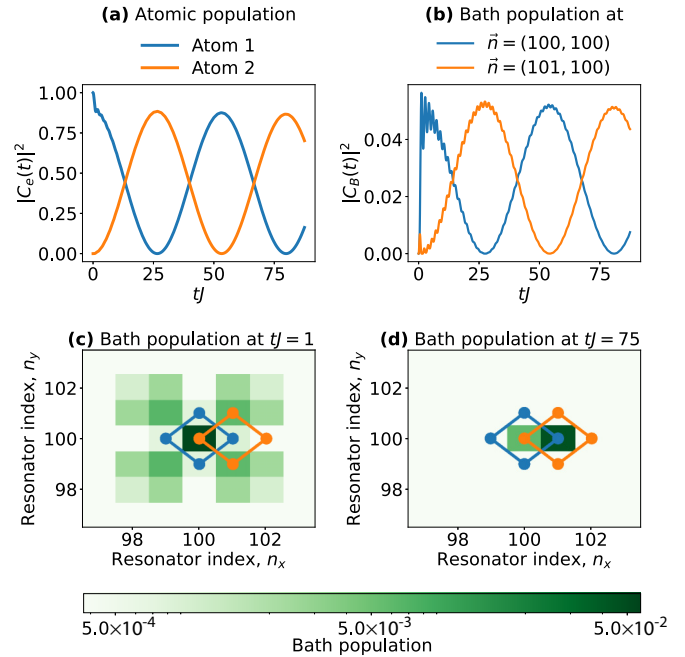 (a) Atomic population
Atom 1
Atom 2
|C_e(t)|²
1.00
0.75
0.50
0.25
0.00
0 25 50 75
tJ
(b) Bath population at
n⃗ = (100, 100)
n⃗ = (101, 100)
|C_B(t)|²
0.04
0.02
0.00
0 25 50 75
tJ
(c) Bath population at tJ = 1
Resonator index, n_y
102
100
98
98 100 102
Resonator index, n_x
(d) Bath population at tJ = 75
Resonator index, n_y
102
100
98
98 100 102
Resonator index, n_x
5.0×10⁻⁴ 5.0×10⁻³ 5.0×10⁻²
Bath population